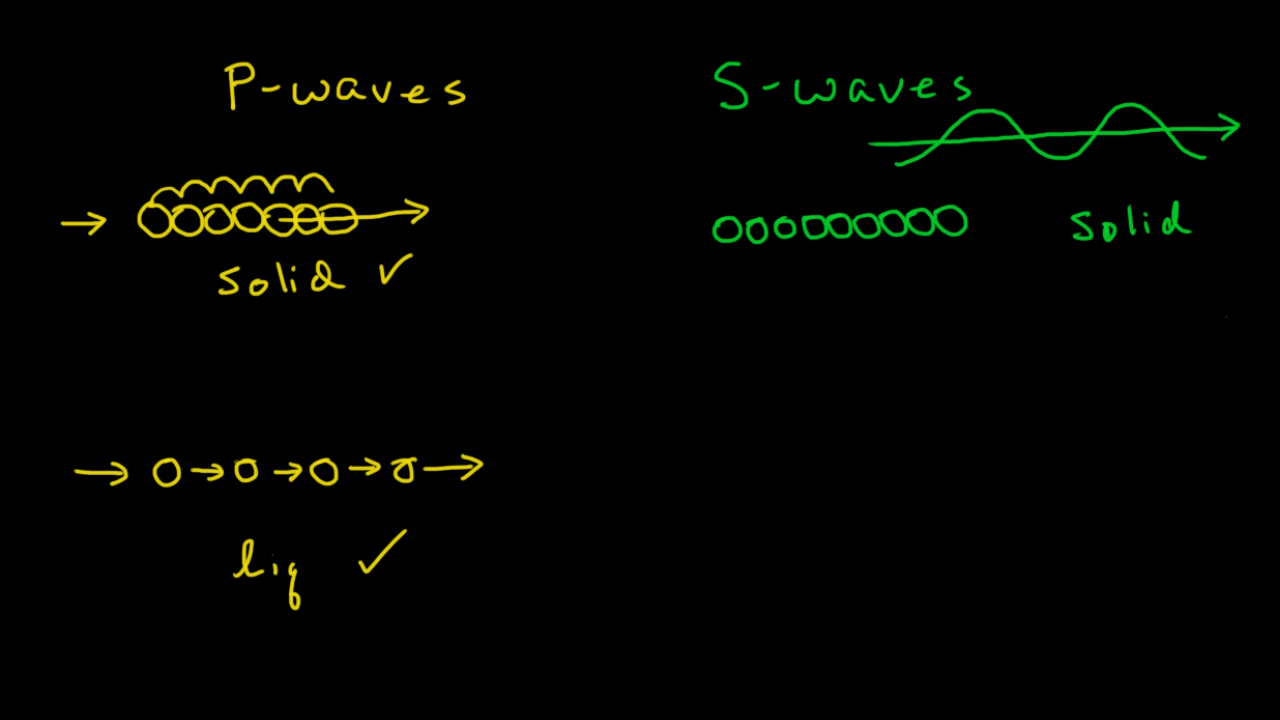 P-waves
S-waves
solid ✓
solid
liq ✓